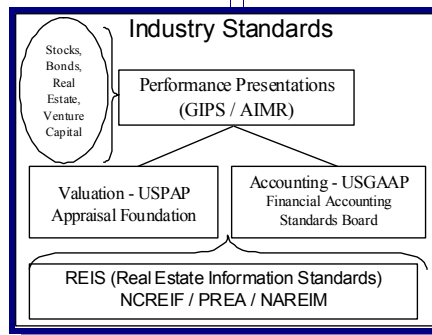 Industry Standards
Stocks,
Bonds,
Real
Estate,
Venture
Capital
Performance Presentations
(GIPS / AIMR)
Valuation - USPAP
Appraisal Foundation
Accounting - USGAAP
Financial Accounting
Standards Board
REIS (Real Estate Information Standards)
NCREIF / PREA / NAREIM